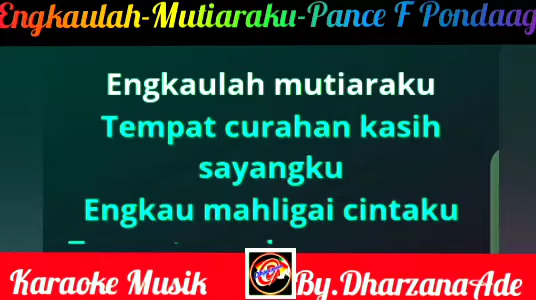 Engkaulah-Mutiaraku-Pance F Pondaag
Engkaulah mutiaraku
Tempat curahan kasih
sayangku
Engkau mahligai cintaku
Karaoke Musik
By.DharzanaAde